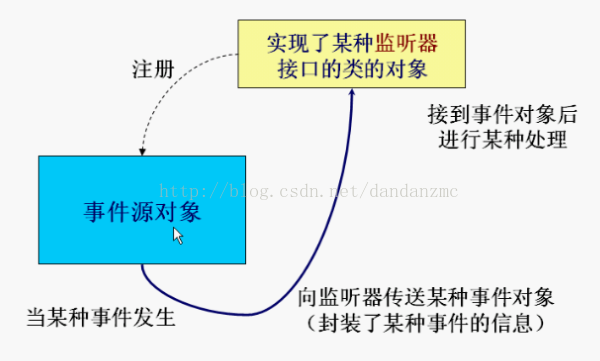 实现了某种监听器
接口的类的对象
注册
接到事件对象后
进行某种处理
http://blog.csdn.net/dandanzmc
事件源对象
向监听器传送某种事件对象
（封装了某种事件的信息）
当某种事件发生